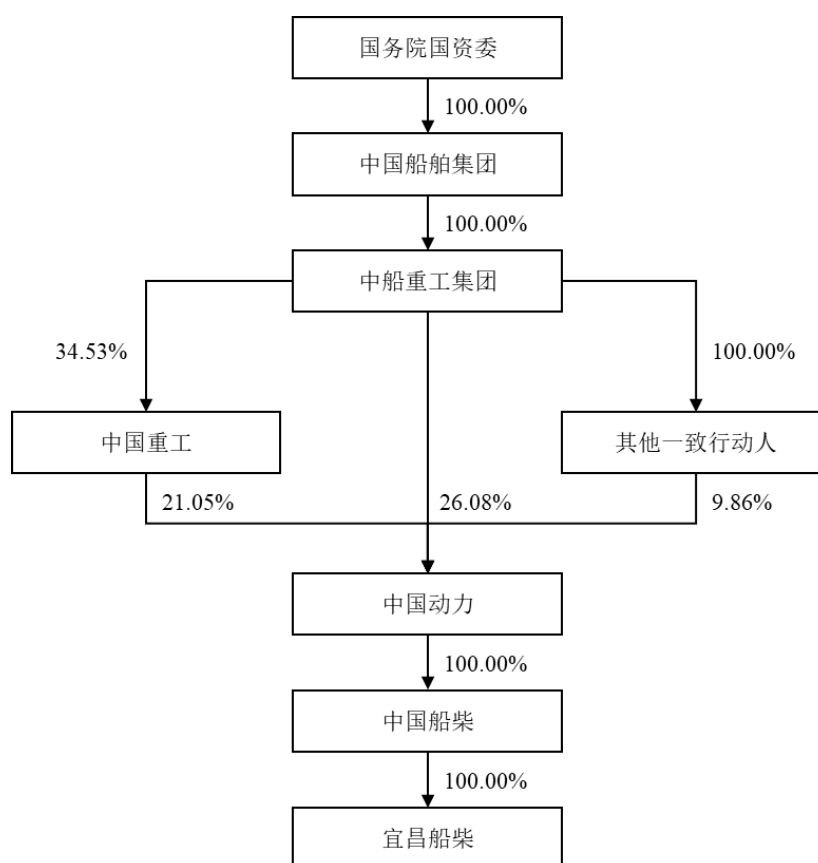 国务院国资委
100.00%
中国船舶集团
100.00%
中船重工集团
34.53%
100.00%
中国重工
其他一致行动人
21.05%
26.08%
9.86%
中国动力
100.00%
中国船柴
100.00%
宜昌船柴